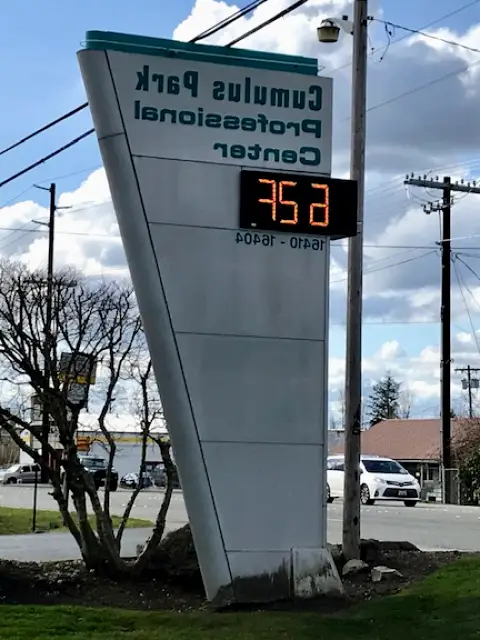 Cumulus Park
Professional
Center
16410 - 16404